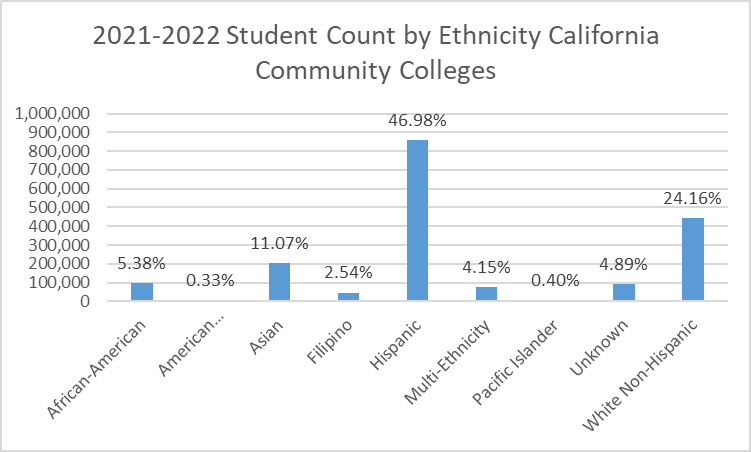 2021-2022 Student Count by Ethnicity California
Community Colleges
1,000,000
900,000
800,000
700,000
600,000
500,000
400,000
300,000
200,000
100,000
0
5.38%
0.33%
11.07%
2.54%
46.98%
4.15%
0.40%
4.89%
24.16%
African-American
American...
Asian
Filipino
Hispanic
Multi-Ethnicity
Pacific Islander
Unknown
White Non-Hispanic